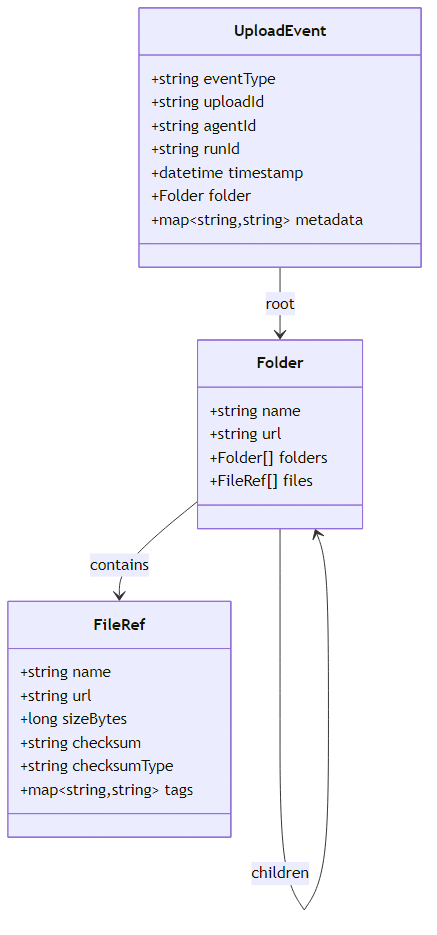 UploadEvent
+string eventType
+string uploadId
+string agentId
+string runId
+datetime timestamp
+Folder folder
+map<string,string> metadata
root
Folder
+string name
+string url
+Folder[] folders
+FileRef[] files
contains
FileRef
+string name
+string url
+long sizeBytes
+string checksum
+string checksumType
+map<string,string> tags
children